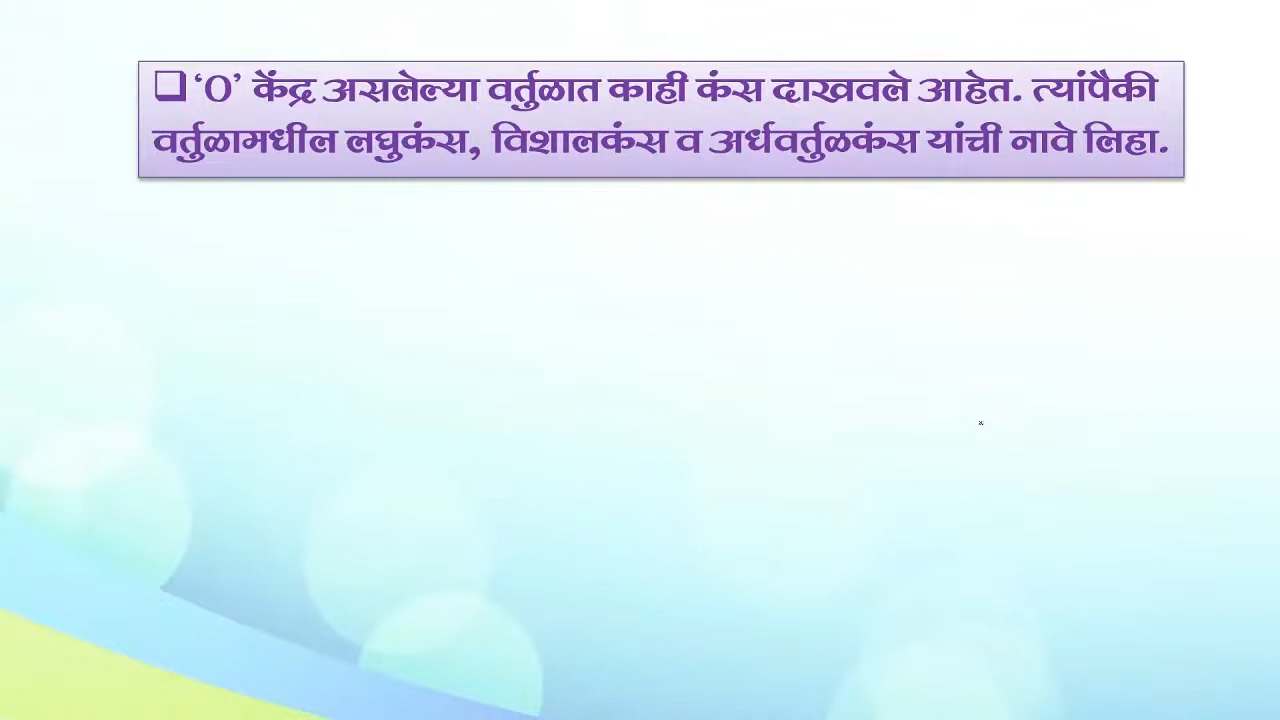 ❑ ‘O’ केंद्र असलेल्या वर्तुळात काही कंस दाखवले आहेत. त्यांपैकी
वर्तुळामधील लघुकंस, विशालकंस व अर्धवर्तुळकंस यांची नावे लिहा.